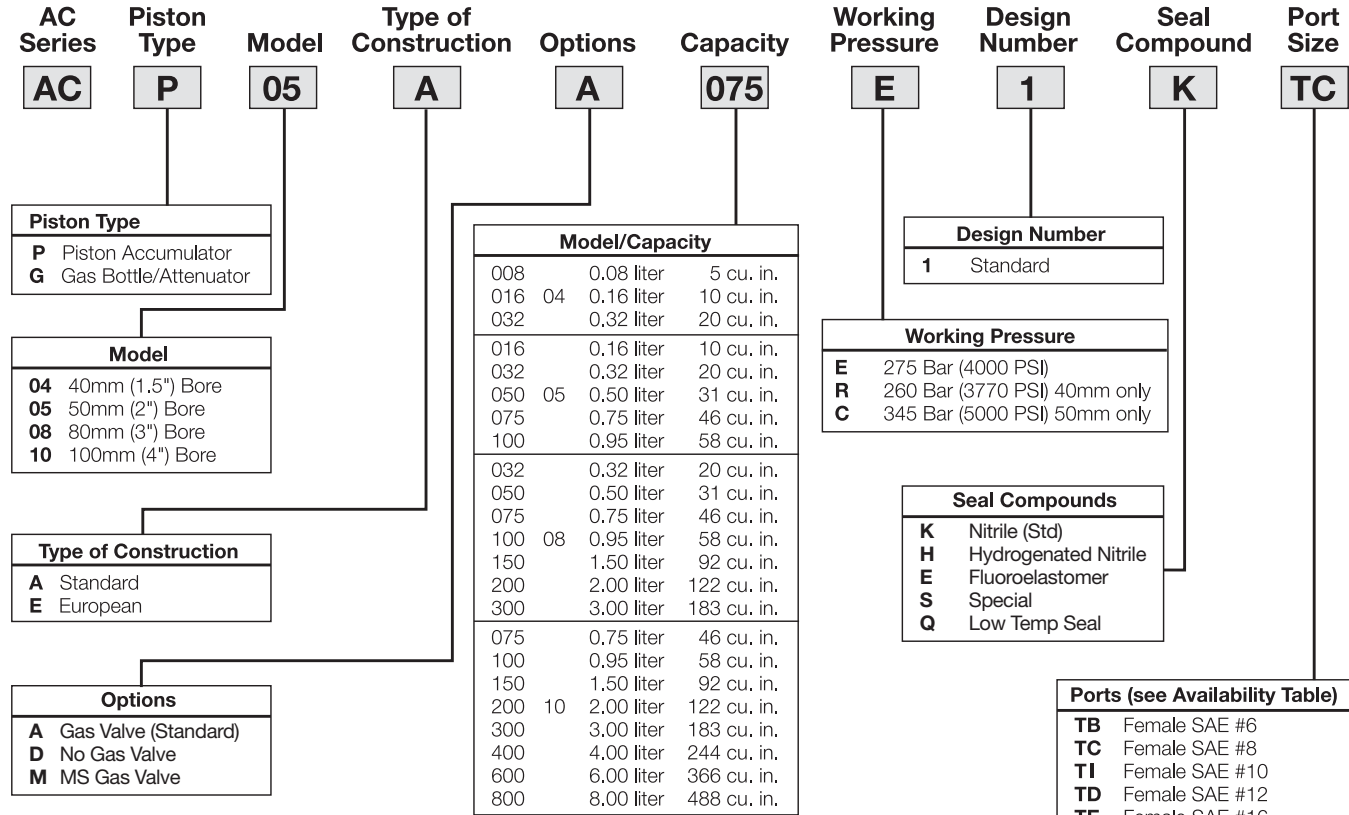 AC Series
Piston Type
Model
Type of Construction
Options
Capacity
Working Pressure
Design Number
Seal Compound
Port Size
AC P 05 A A 075 E 1 K TC
Piston Type
P Piston Accumulator
G Gas Bottle/Attenuator
Model
04 40mm (1.5") Bore
05 50mm (2") Bore
08 80mm (3") Bore
10 100mm (4") Bore
Type of Construction
A Standard
E European
Options
A Gas Valve (Standard)
D No Gas Valve
M MS Gas Valve
Model/Capacity
008 0.08 liter 5 cu. in.
016 04 0.16 liter 10 cu. in.
032 0.32 liter 20 cu. in.
016 0.16 liter 10 cu. in.
032 0.32 liter 20 cu. in.
050 05 0.50 liter 31 cu. in.
075 0.75 liter 46 cu. in.
100 0.95 liter 58 cu. in.
032 0.32 liter 20 cu. in.
050 0.50 liter 31 cu. in.
075 0.75 liter 46 cu. in.
100 08 0.95 liter 58 cu. in.
150 1.50 liter 92 cu. in.
200 2.00 liter 122 cu. in.
300 3.00 liter 183 cu. in.
075 0.75 liter 46 cu. in.
100 0.95 liter 58 cu. in.
150 1.50 liter 92 cu. in.
200 10 2.00 liter 122 cu. in.
300 3.00 liter 183 cu. in.
400 4.00 liter 244 cu. in.
600 6.00 liter 366 cu. in.
800 8.00 liter 488 cu. in.
Design Number
1 Standard
Working Pressure
E 275 Bar (4000 PSI)
R 260 Bar (3770 PSI) 40mm only
C 345 Bar (5000 PSI) 50mm only
Seal Compounds
K Nitrile (Std)
H Hydrogenated Nitrile
E Fluoroelastomer
S Special
Q Low Temp Seal
Ports (see Availability Table)
TB Female SAE #6
TC Female SAE #8
TI Female SAE #10
TD Female SAE #12